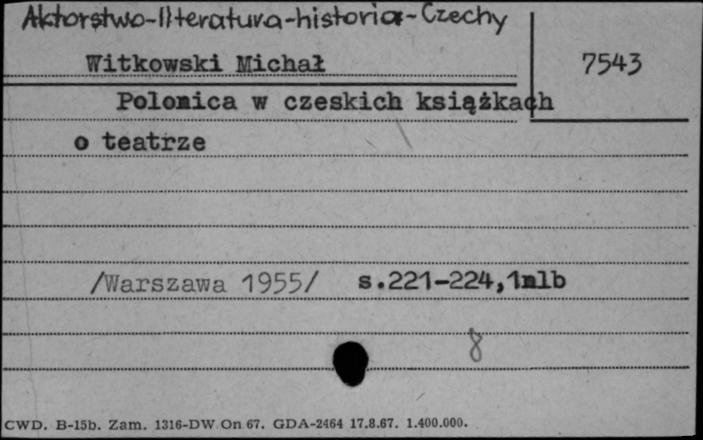 Aktorstwo-literatura-historia-Czechy
Witkowski Michał
7543
Polonica w czeskich książkach
o teatrze
/Warszawa 1955/ s.221-224,1nlb
8
CWD. B-15b. Zam. 1316-DW On 67. GDA-2464 17.8.67. 1.400.000.